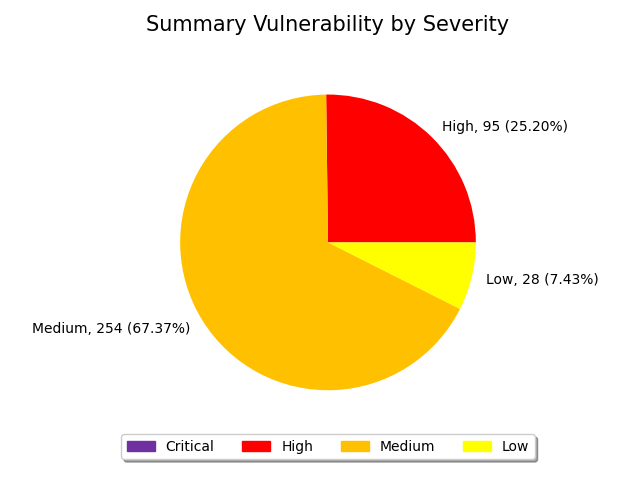 Summary Vulnerability by Severity
High, 95 (25.20%)
Low, 28 (7.43%)
Medium, 254 (67.37%)
Critical High Medium Low